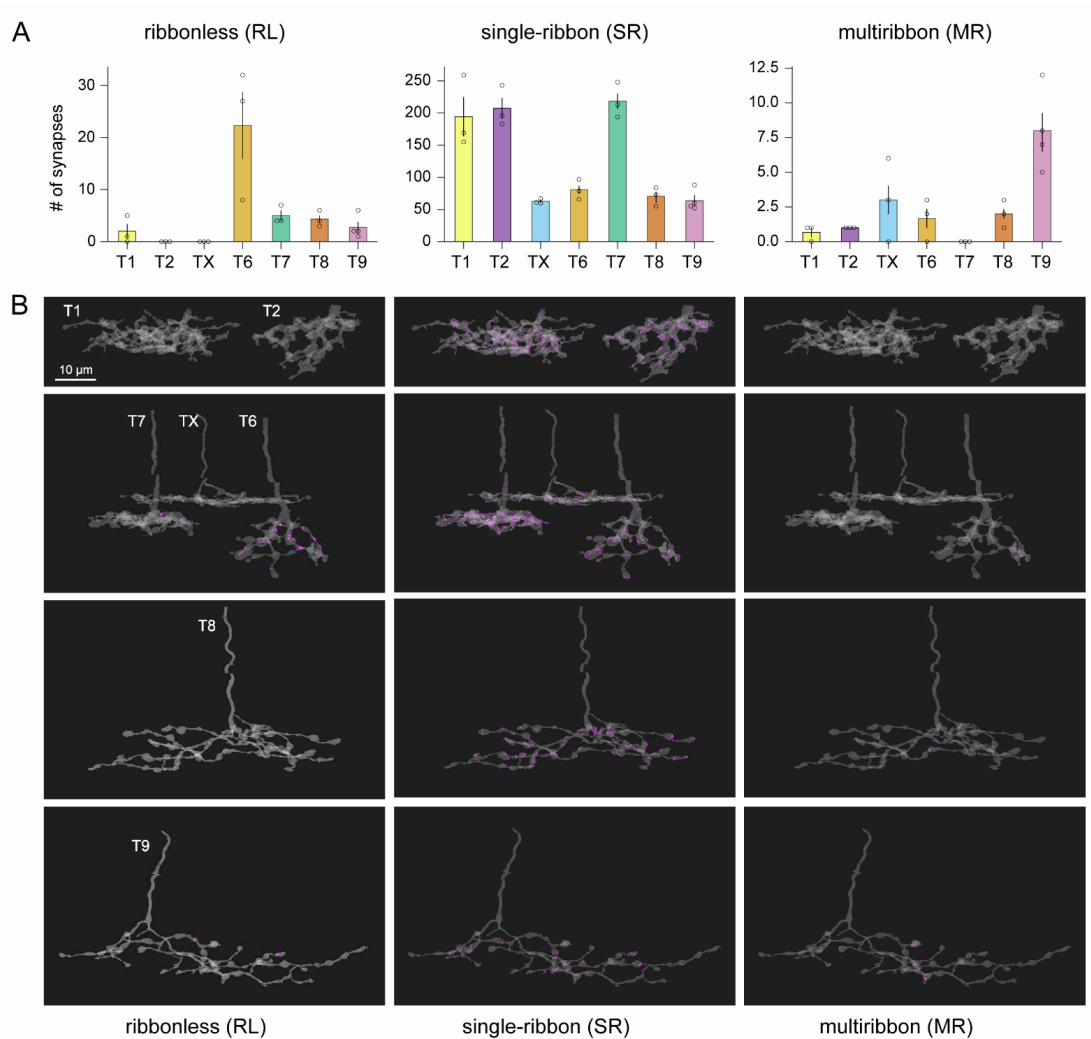 A
ribbonless (RL) single-ribbon (SR) multiribbon (MR)
# of synapses
30
20
10
0
T1 T2 TX T6 T7 T8 T9
250
200
150
100
50
0
T1 T2 TX T6 T7 T8 T9
12.5
10.0
7.5
5.0
2.5
0.0
T1 T2 TX T6 T7 T8 T9
B
T1 T2
10 µm
T7 TX T6
T8
T9
ribbonless (RL) single-ribbon (SR) multiribbon (MR)